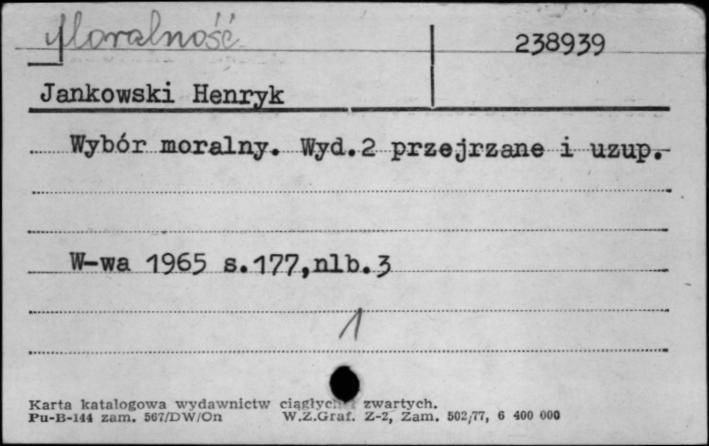 Moralność
238939
Jankowski Henryk
Wybór moralny. Wyd.2 przejrzane i uzup.
W-wa 1965 s.177,nlb.3
1
Karta katalogowa wydawnictw ciągłych i zwartych.
Pu-B-144 zam. 567/DW/On W.Z.Graf. Z-2, Zam. 502/77, 6 400 000